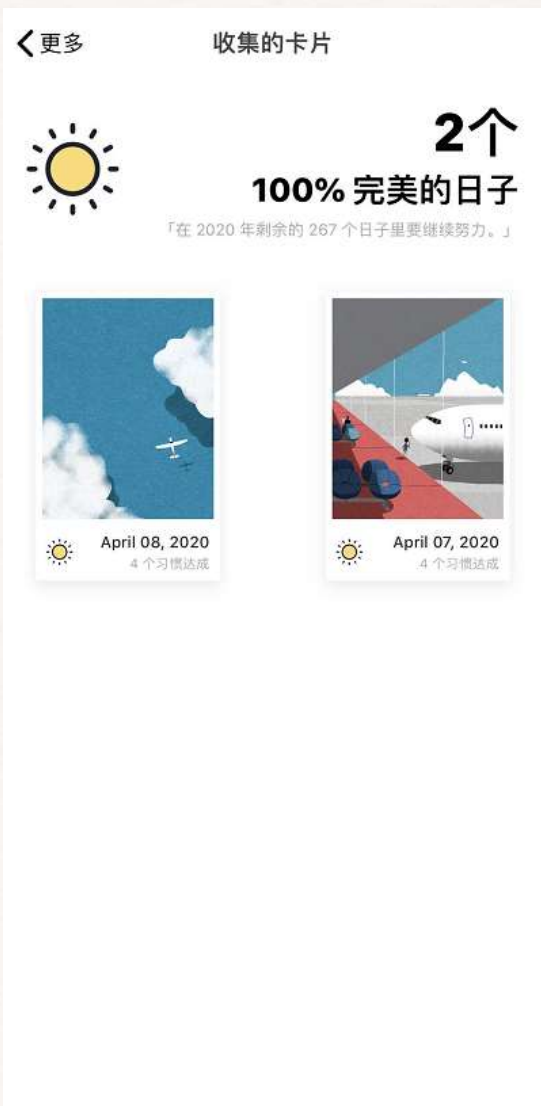 更多
收集的卡片
2个
100% 完美的日子
「在 2020 年剩余的 267 个日子里要继续努力。」
April 08, 2020
4 个习惯达成
April 07, 2020
4 个习惯达成